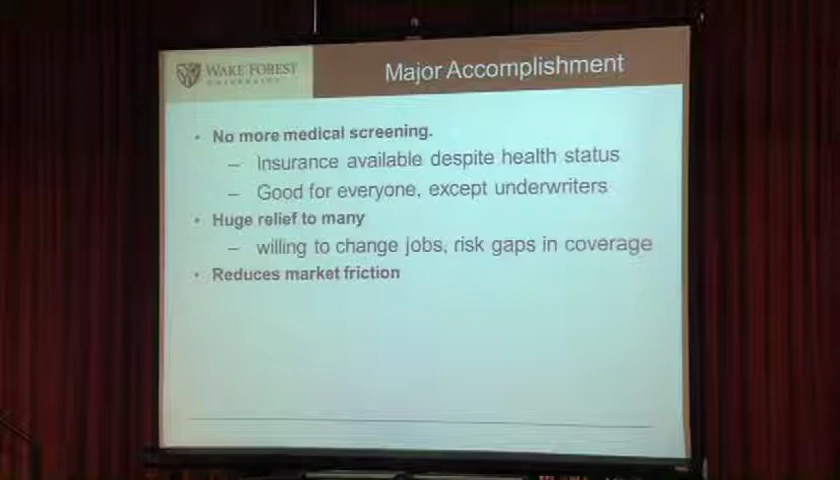 WAKE FOREST
UNIVERSITY
Major Accomplishment
• No more medical screening.
– Insurance available despite health status
– Good for everyone, except underwriters
• Huge relief to many
– willing to change jobs, risk gaps in coverage
• Reduces market friction